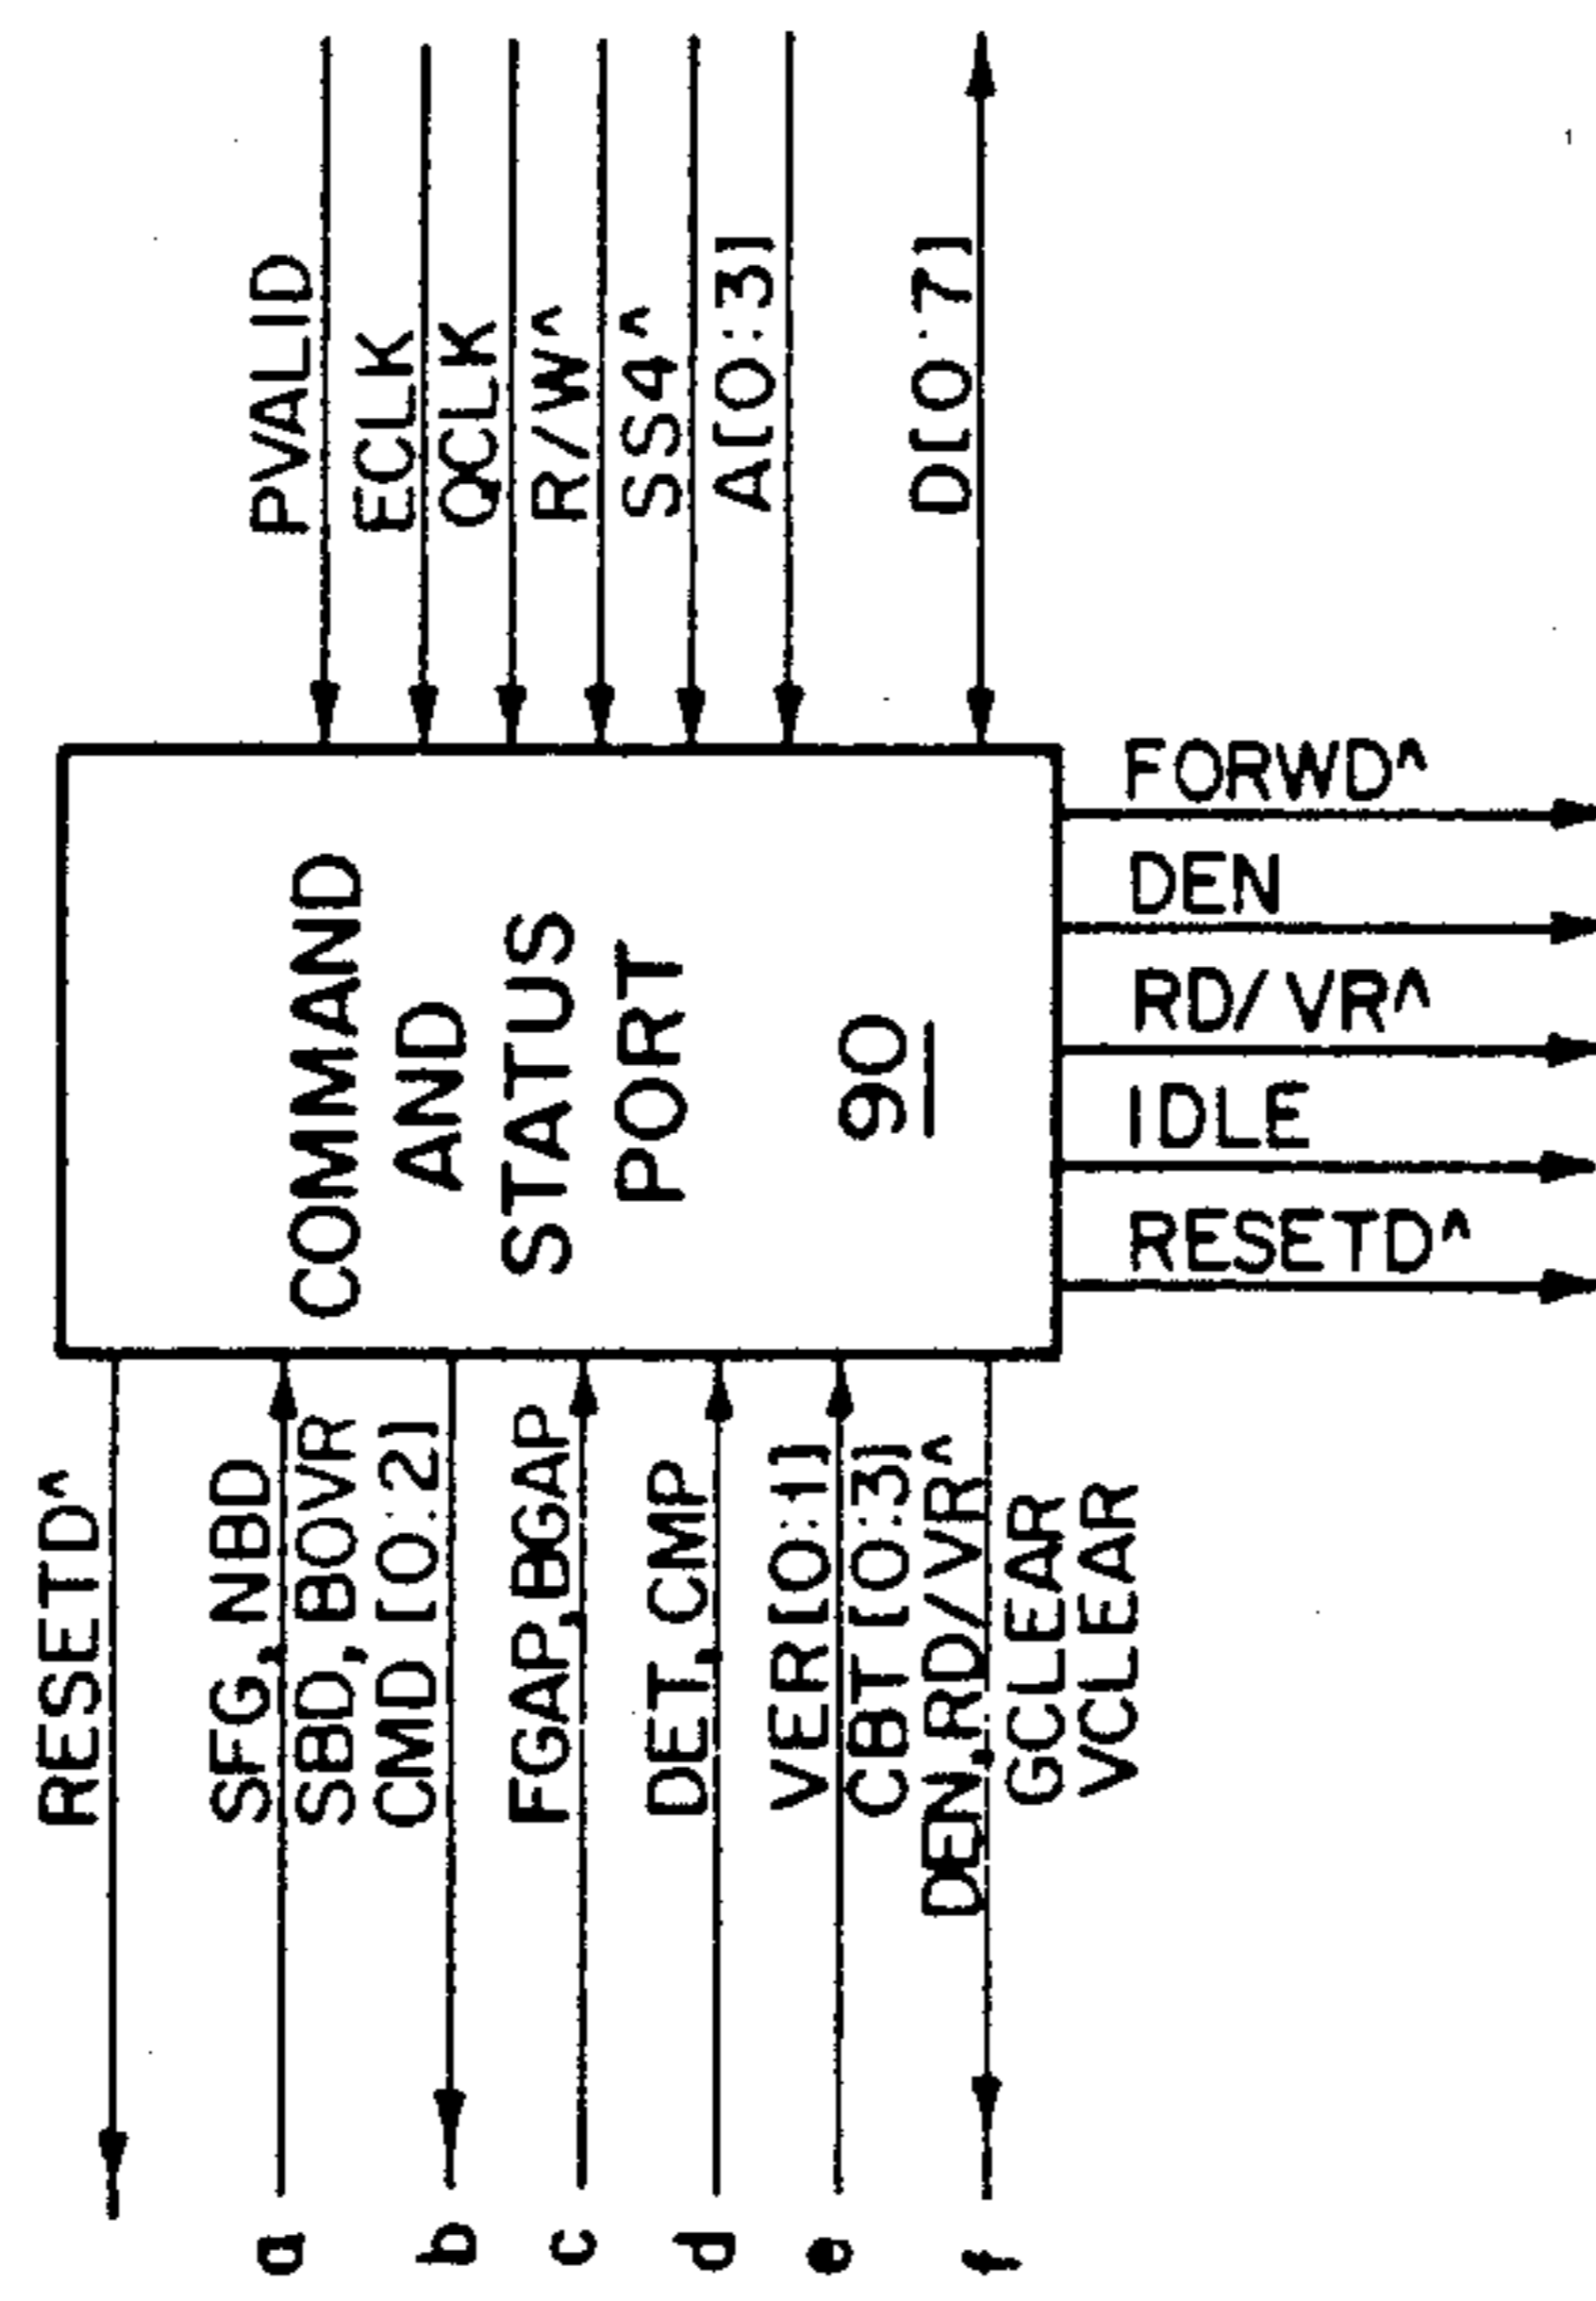 PVALID
ECLK
QCLK
R/W^
SS4^
A[0:3]
D[0:7]
COMMAND
AND
STATUS
PORT
90
FORWD^
DEN
RD/VR^
IDLE
RESETD^
RESETD^
SFG, NBD
SBD, BOVR
CMD [0:2]
FGAP, BGAP
DET, CMP
VER[0:1]
CBT[0:3]
DEN, RD/VR^
GCLEAR
VCLEAR
a
b
c
d
e
f
1